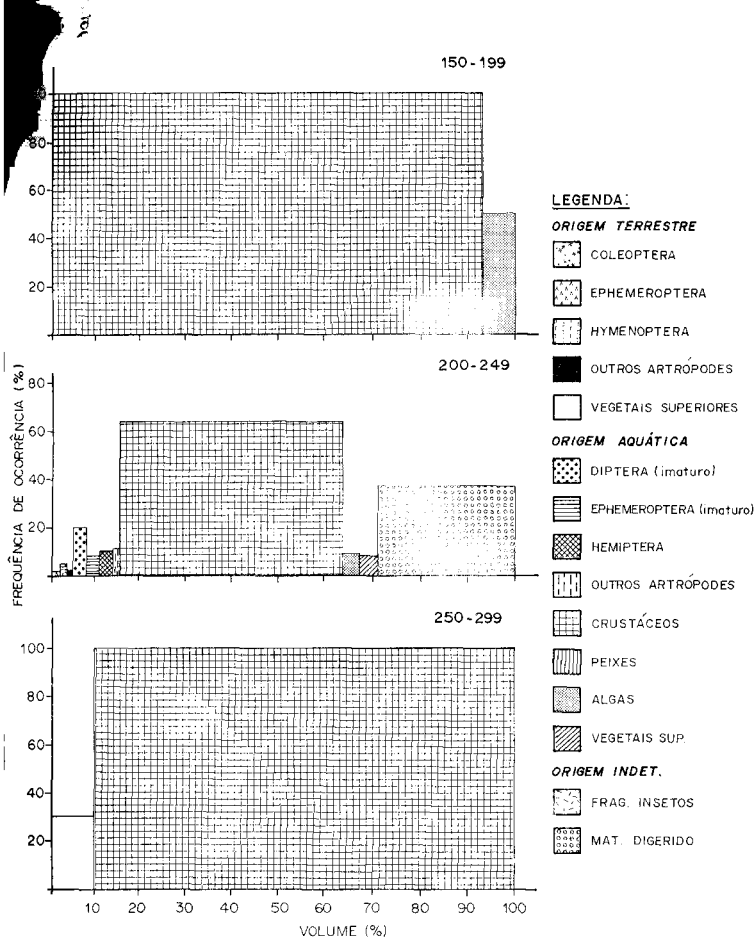 150-199
80
60
40
20
200-249
80
60
40
20
250-299
100
80
60
40
20
10 20 30 40 50 60 70 80 90 100
VOLUME (%)
FREQUÊNCIA DE OCORRÊNCIA (%)
LEGENDA:
ORIGEM TERRESTRE
COLEOPTERA
EPHEMEROPTERA
HYMENOPTERA
OUTROS ARTRÓPODES
VEGETAIS SUPERIORES
ORIGEM AQUÁTICA
DIPTERA (imaturo)
EPHEMEROPTERA (imaturo)
HEMIPTERA
OUTROS ARTRÓPODES
CRUSTÁCEOS
PEIXES
ALGAS
VEGETAIS SUP.
ORIGEM INDET.
FRAG. INSETOS
MAT. DIGERIDO